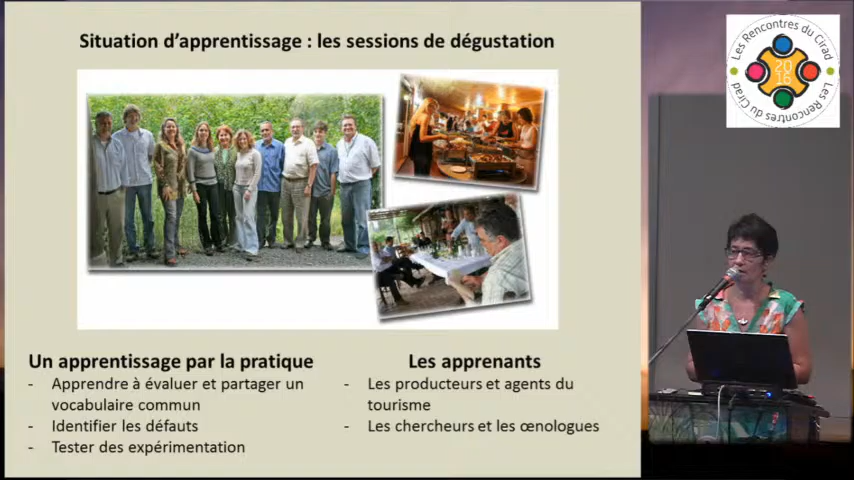 Situation d'apprentissage : les sessions de dégustation
Les Rencontres du Cirad
2016
Les Rencontres du Cirad
Un apprentissage par la pratique
- Apprendre à évaluer et partager un
vocabulaire commun
- Identifier les défauts
- Tester des expérimentation
Les apprenants
- Les producteurs et agents du
tourisme
- Les chercheurs et les œnologues